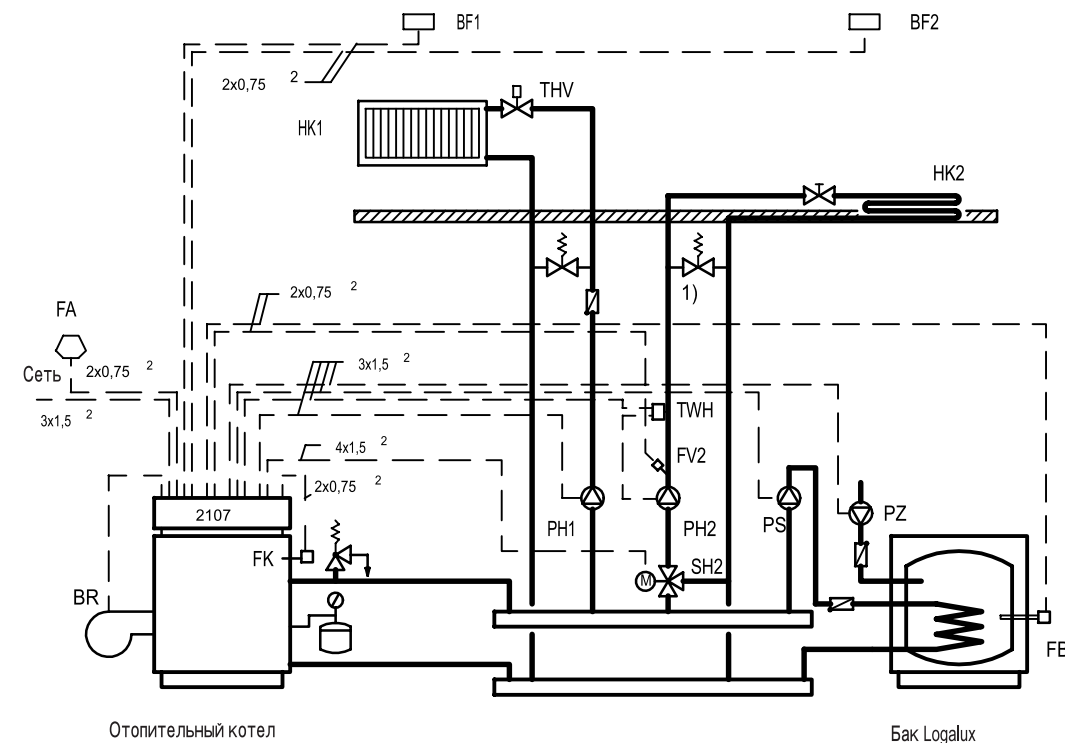 BF1
BF2
2x0,75 2
THV
HK1
HK2
1)
2x0,75 2
FA
Сеть
2x0,75 2
3x1,5 2
3x1,5 2
TWH
4x1,5 2
FV2
2x0,75 2
2107
PH1
PH2
PS
PZ
FK
SH2
M
BR
FB
Отопительный котел
Бак Logalux